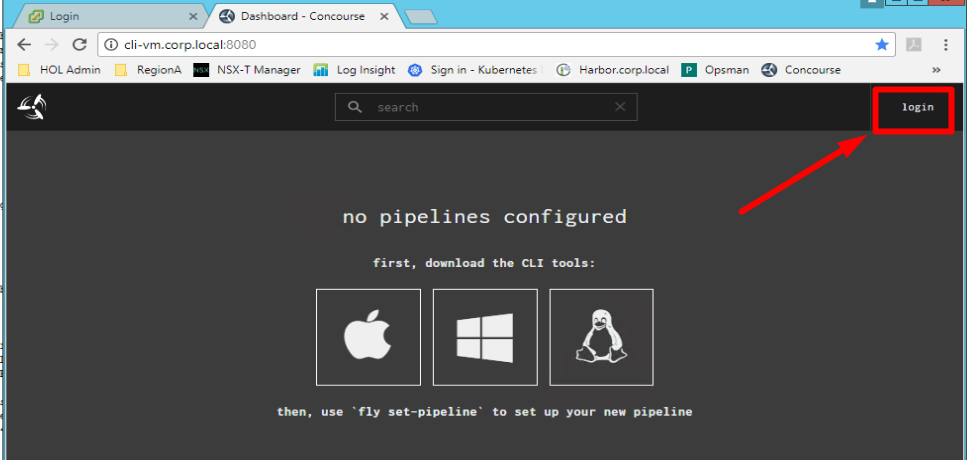 Login
Dashboard - Concourse
cli-vm.corp.local:8080
HOL Admin RegionA NSX NSX-T Manager Log Insight Sign in - Kubernetes Harbor.corp.local P Opsman Concourse »
search login
no pipelines configured
first, download the CLI tools:
then, use `fly set-pipeline` to set up your new pipeline